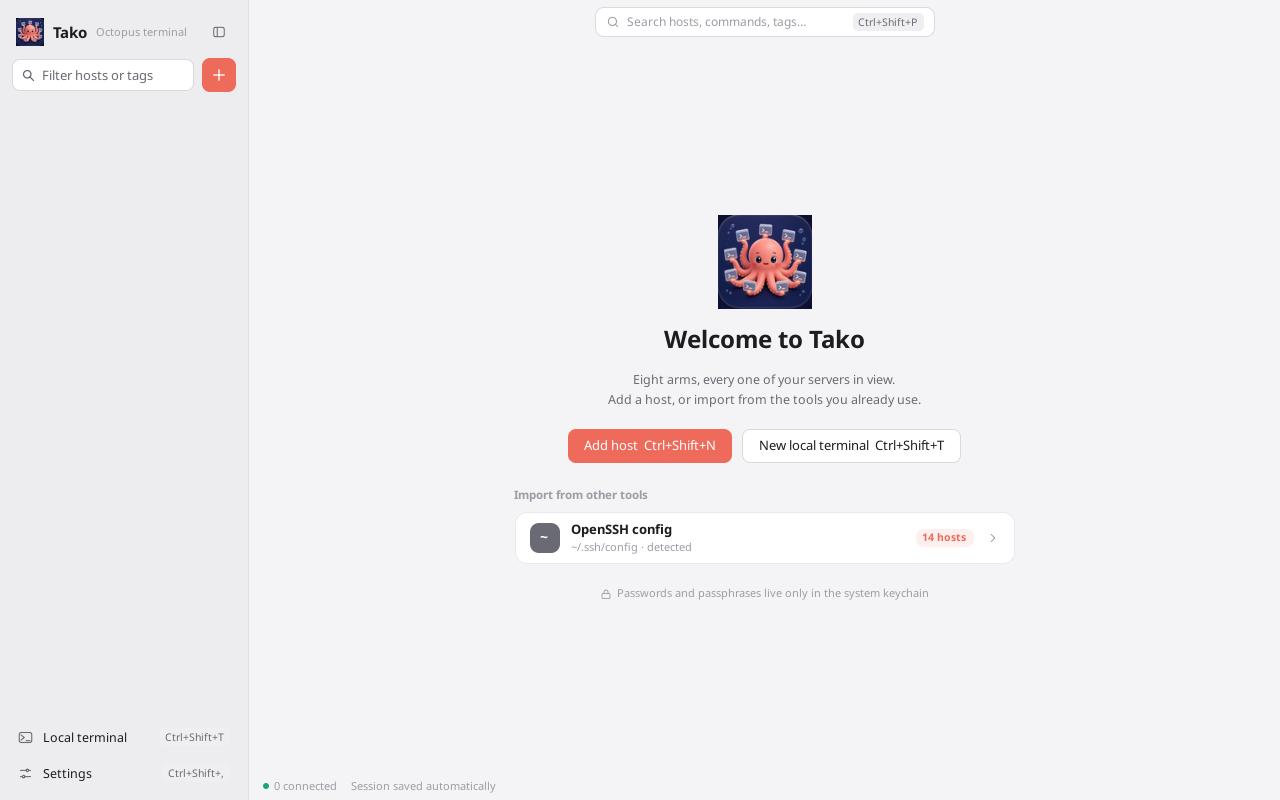 Tako Octopus terminal
Filter hosts or tags
Search hosts, commands, tags... Ctrl+Shift+P
Welcome to Tako
Eight arms, every one of your servers in view.
Add a host, or import from the tools you already use.
Add host Ctrl+Shift+N
New local terminal Ctrl+Shift+T
Import from other tools
~
OpenSSH config
~/.ssh/config · detected
14 hosts
Passwords and passphrases live only in the system keychain
Local terminal Ctrl+Shift+T
Settings Ctrl+Shift+,
0 connected Session saved automatically